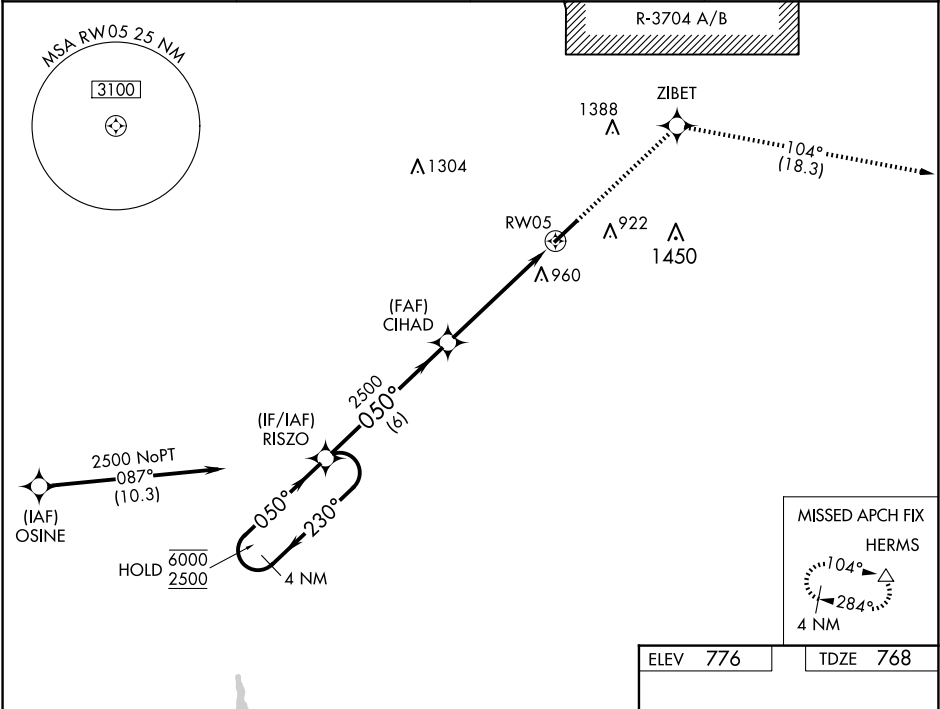 R-3704 A/B
MSA RW05 25 NM
3100
ZIBET
1388
1304
104°
(18.3)
RW05
922
1450
960
(FAF)
CIHAD
2500
050°
(6)
(IF/IAF)
RISZO
2500 NoPT
087°
(10.3)
(IAF)
OSINE
050°
230°
HOLD
6000
2500
4 NM
MISSED APCH FIX
HERMS
104°
284°
4 NM
ELEV 776
TDZE 768